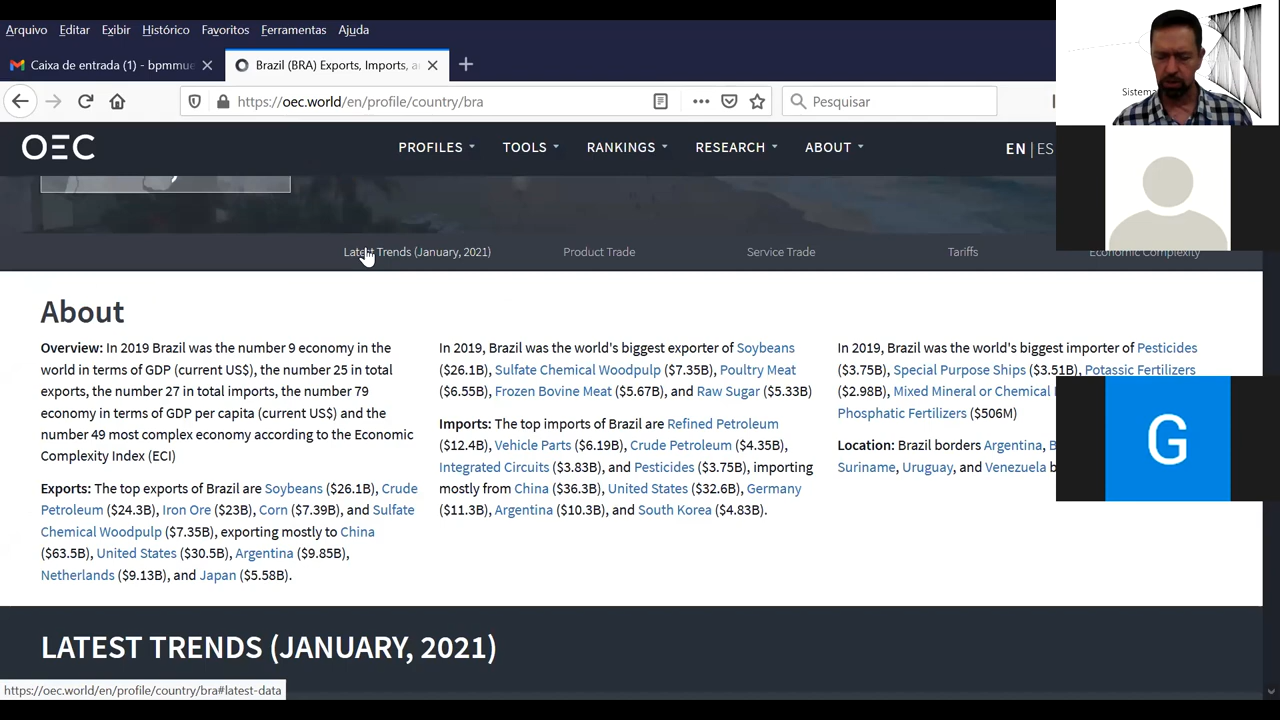 Arquivo Editar Exibir Histórico Favoritos Ferramentas Ajuda
Caixa de entrada (1) - bpmmue
Brazil (BRA) Exports, Imports, a
https://oec.world/en/profile/country/bra
Pesquisar
OEC PROFILES TOOLS RANKINGS RESEARCH ABOUT EN | ES
Latest Trends (January, 2021) Product Trade Service Trade Tariffs Economic Complexity
About
Overview: In 2019 Brazil was the number 9 economy in the
world in terms of GDP (current US$), the number 25 in total
exports, the number 27 in total imports, the number 79
economy in terms of GDP per capita (current US$) and the
number 49 most complex economy according to the Economic
Complexity Index (ECI)
Exports: The top exports of Brazil are Soybeans ($26.1B), Crude
Petroleum ($24.3B), Iron Ore ($23B), Corn ($7.39B), and Sulfate
Chemical Woodpulp ($7.35B), exporting mostly to China
($63.5B), United States ($30.5B), Argentina ($9.85B),
Netherlands ($9.13B), and Japan ($5.58B).
In 2019, Brazil was the world's biggest exporter of Soybeans
($26.1B), Sulfate Chemical Woodpulp ($7.35B), Poultry Meat
($6.55B), Frozen Bovine Meat ($5.67B), and Raw Sugar ($5.33B)
Imports: The top imports of Brazil are Refined Petroleum
($12.4B), Vehicle Parts ($6.19B), Crude Petroleum ($4.35B),
Integrated Circuits ($3.83B), and Pesticides ($3.75B), importing
mostly from China ($36.3B), United States ($32.6B), Germany
($11.3B), Argentina ($10.3B), and South Korea ($4.83B).
In 2019, Brazil was the world's biggest importer of Pesticides
($3.75B), Special Purpose Ships ($3.51B), Potassic Fertilizers
($2.98B), Mixed Mineral or Chemical
Phosphatic Fertilizers ($506M)
Location: Brazil borders Argentina, B
Suriname, Uruguay, and Venezuela b
LATEST TRENDS (JANUARY, 2021)
https://oec.world/en/profile/country/bra#latest-data
Sistema
G